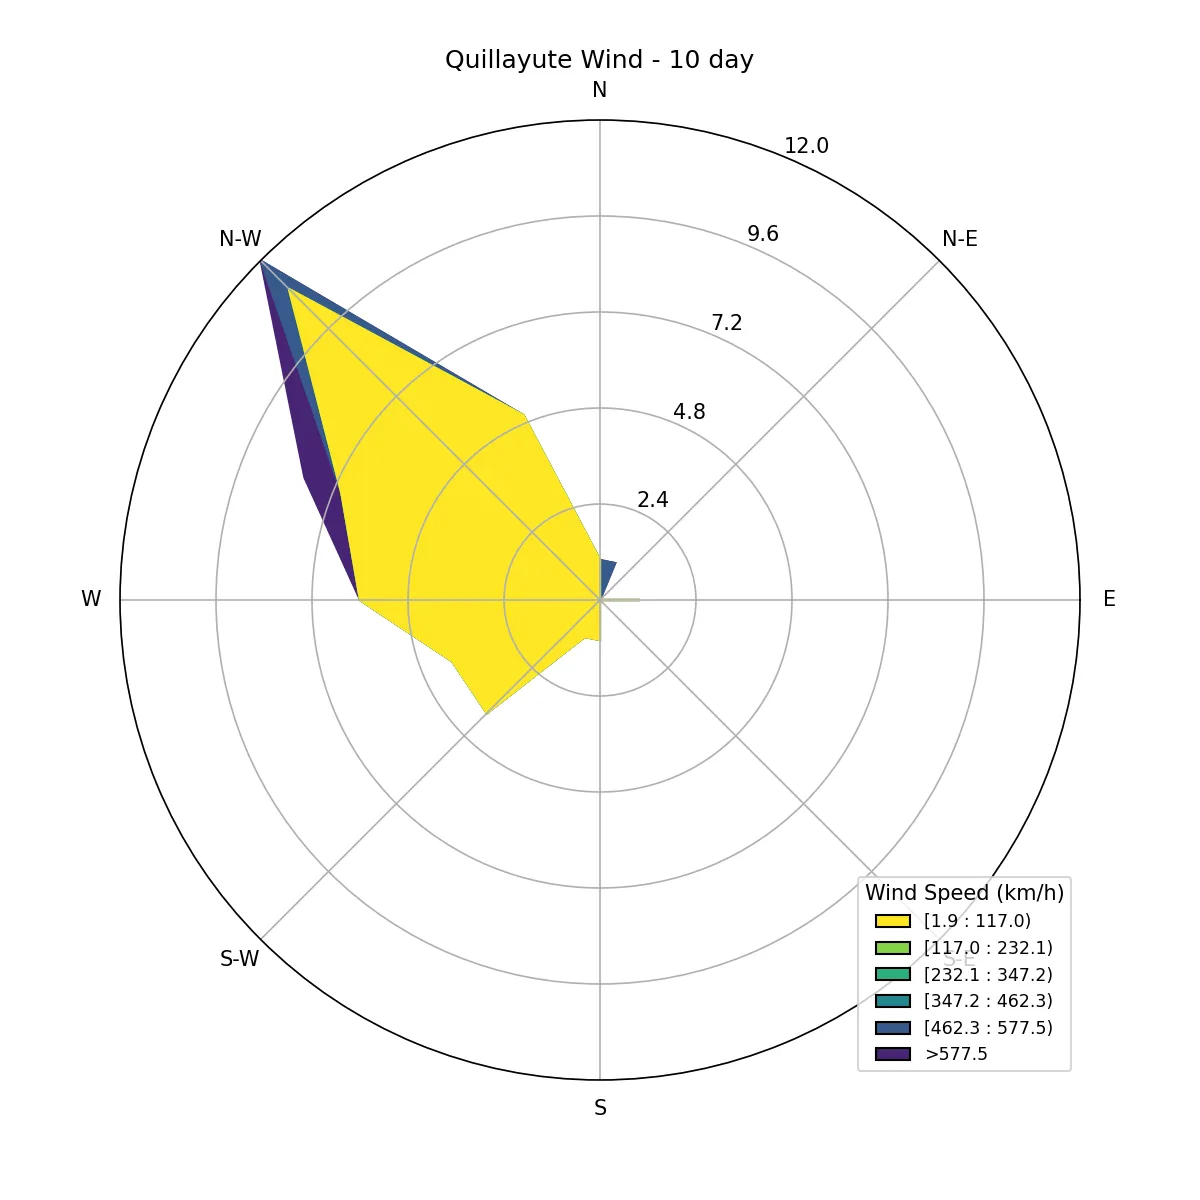 Quillayute Wind - 10 day
N
12.0
9.6
N-W
N-E
7.2
4.8
2.4
W
E
Wind Speed (km/h)
[1.9 : 117.0)
[117.0 : 232.1)
S-W
S-E
[232.1 : 347.2)
[347.2 : 462.3)
[462.3 : 577.5)
>577.5
S